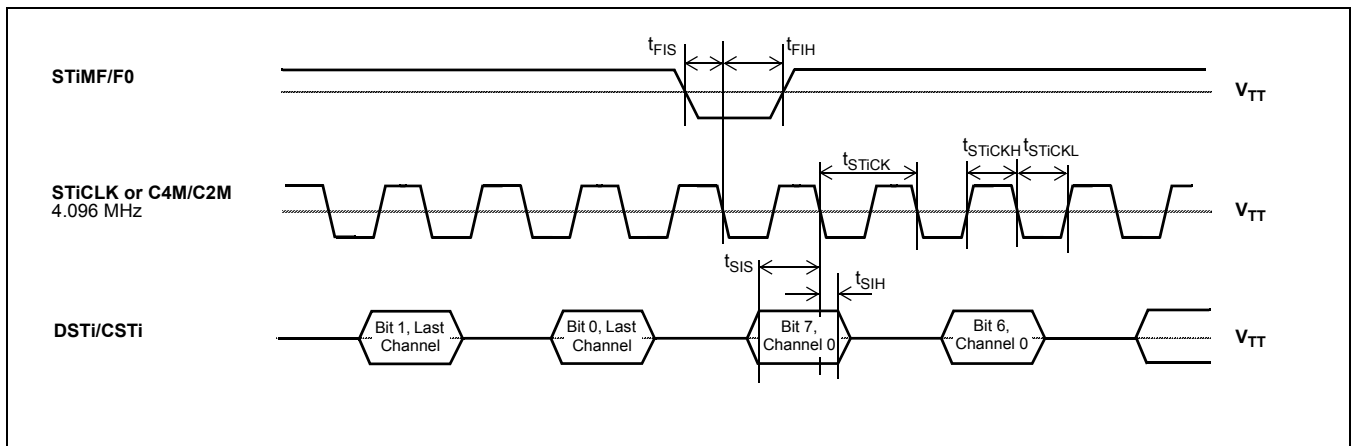 tFIS
tFIH
STiMF/F0
VTT
tSTiCK
tSTiCKH
tSTiCKL
STiCLK or C4M/C2M
4.096 MHz
VTT
tSIS
tSIH
DSTi/CSTi
Bit 1, Last
Channel
Bit 0, Last
Channel
Bit 7,
Channel 0
Bit 6,
Channel 0
VTT